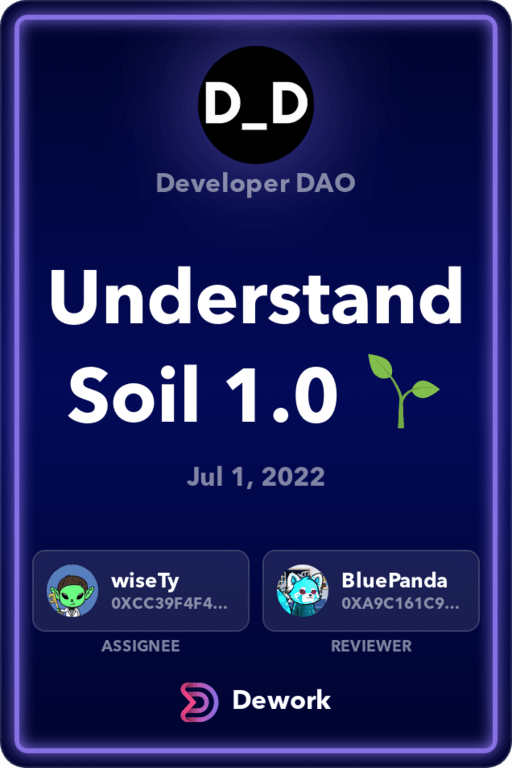 D_D
Developer DAO
Understand
Soil 1.0 🌱
Jul 1, 2022
wiseTy
0XCC39F4F4...
ASSIGNEE
BluePanda
0XA9C161C9...
REVIEWER
Dework